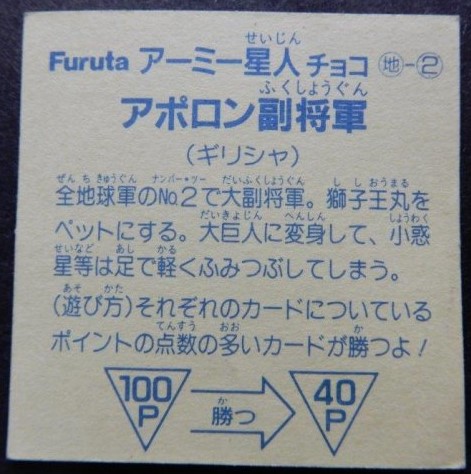 Furuta アーミー星人チョコ 地-2
アポロン副将軍
(ギリシャ)
全地球軍のNo.2で大副将軍。獅子王丸を
ペットにする。大巨人に変身して、小惑
星等は足で軽くふみつぶしてしまう。
(遊び方)それぞれのカードについている
ポイントの点数の多いカードが勝つよ!
100P 勝つ 40P